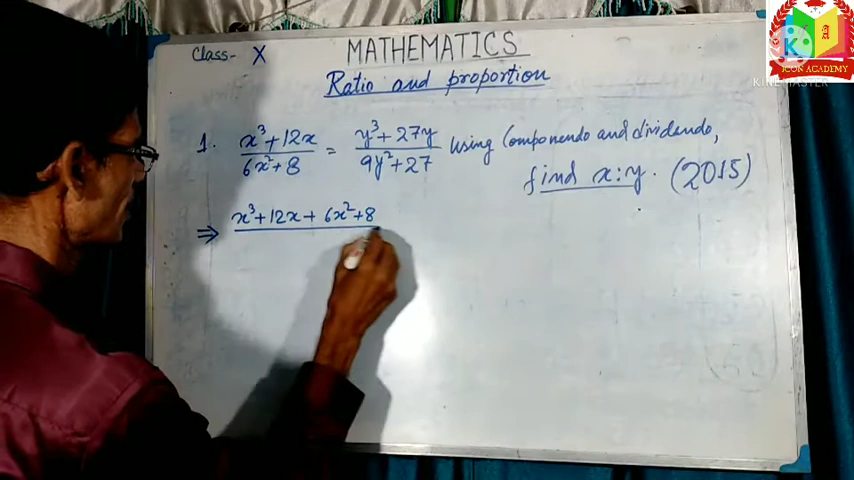 Class- X
MATHEMATICS
Ratio and proportion
1. x³+12x / 6x²+8 = y³+27y / 9y²+27 using Componendo and dividendo,
find x:y. (2015)
⇒ x³+12x+6x²+8
ICON ACADEMY
KINEMASTER